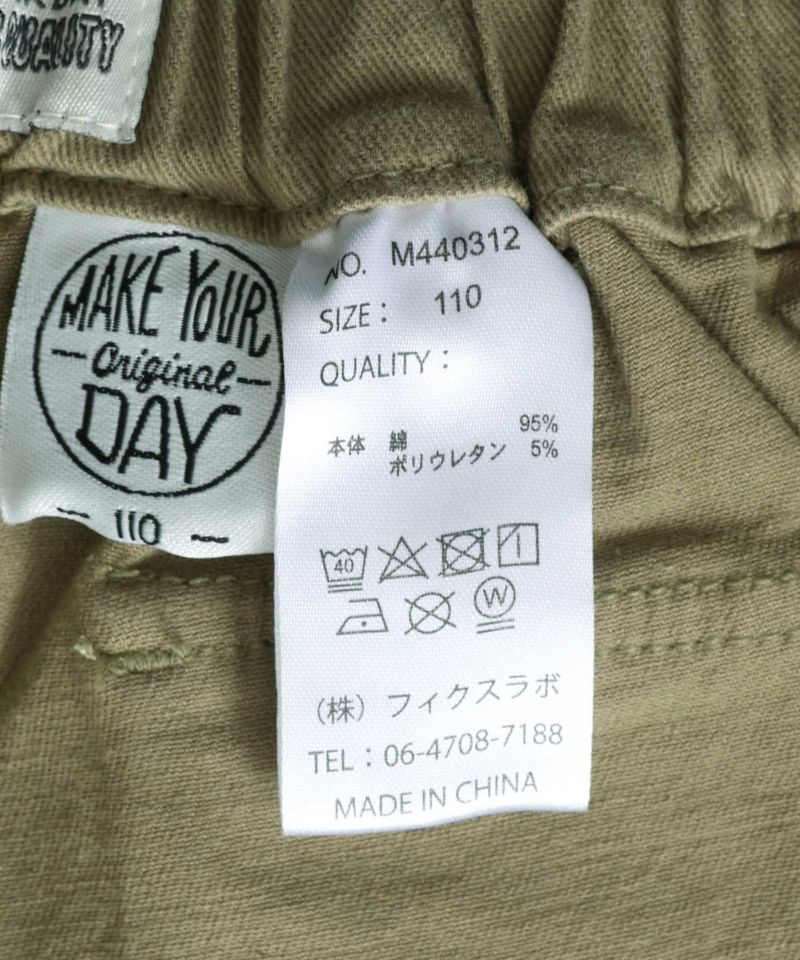 QUALITY
MAKE YOUR
Original
DAY
110
NO. M440312
SIZE : 110
QUALITY :
本体 綿 95%
ポリウレタン 5%
40
W
(株) フィクスラボ
TEL : 06-4708-7188
MADE IN CHINA